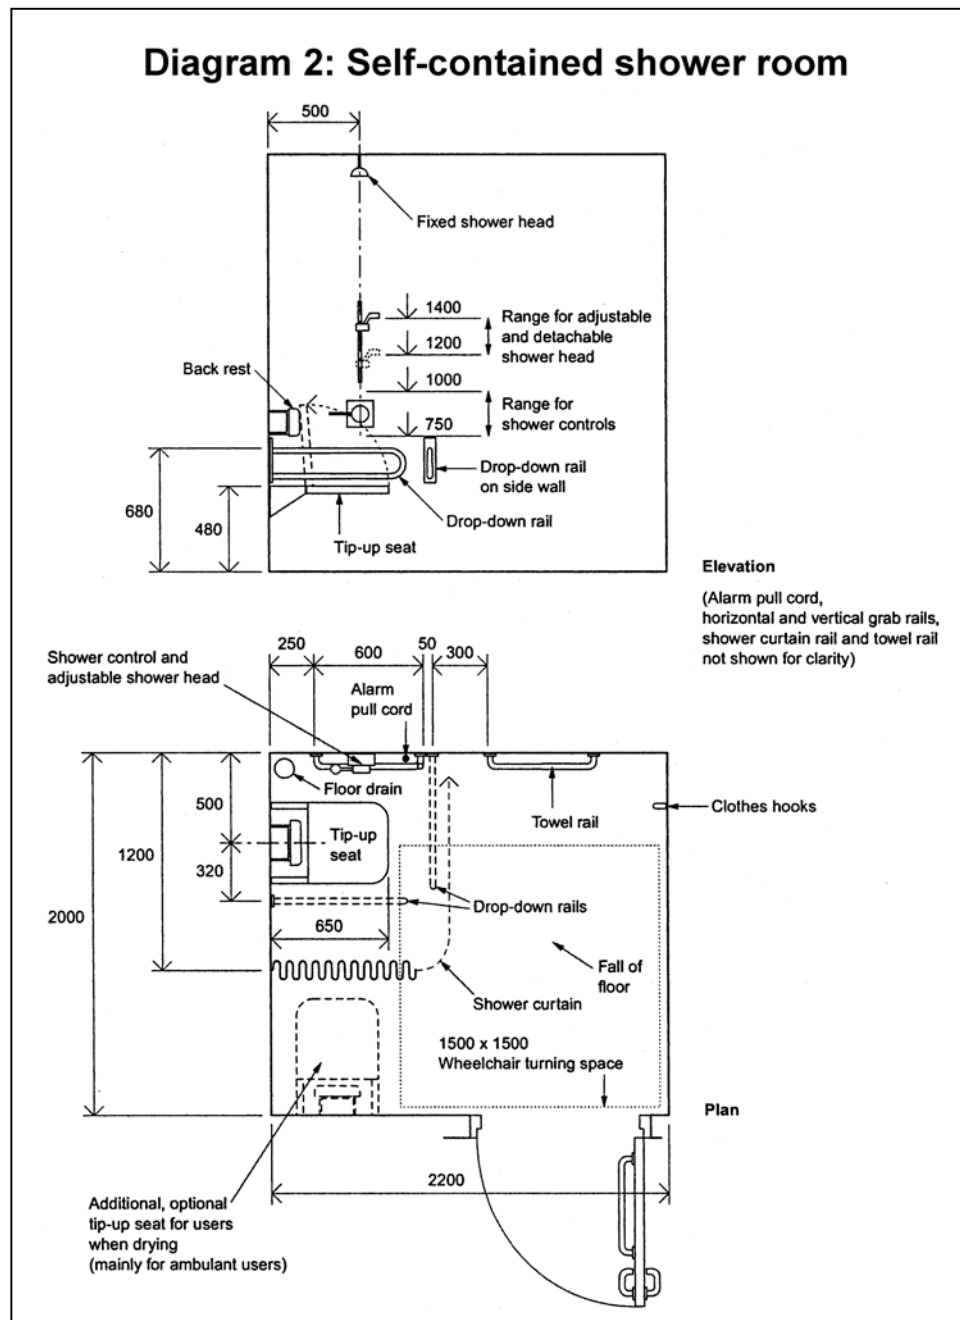 Diagram 2: Self-contained shower room
500
Fixed shower head
1400
Range for adjustable
and detachable
shower head
1200
Back rest
1000
Range for
shower controls
750
Drop-down rail
on side wall
680
480
Drop-down rail
Tip-up seat
Elevation
(Alarm pull cord,
horizontal and vertical grab rails,
shower curtain rail and towel rail
not shown for clarity)
250
600
50
300
Shower control and
adjustable shower head
Alarm
pull cord
Floor drain
Towel rail
Clothes hooks
500
Tip-up
seat
1200
320
2000
Drop-down rails
650
Fall of
floor
Shower curtain
1500 x 1500
Wheelchair turning space
Plan
2200
Additional, optional
tip-up seat for users
when drying
(mainly for ambulant users)